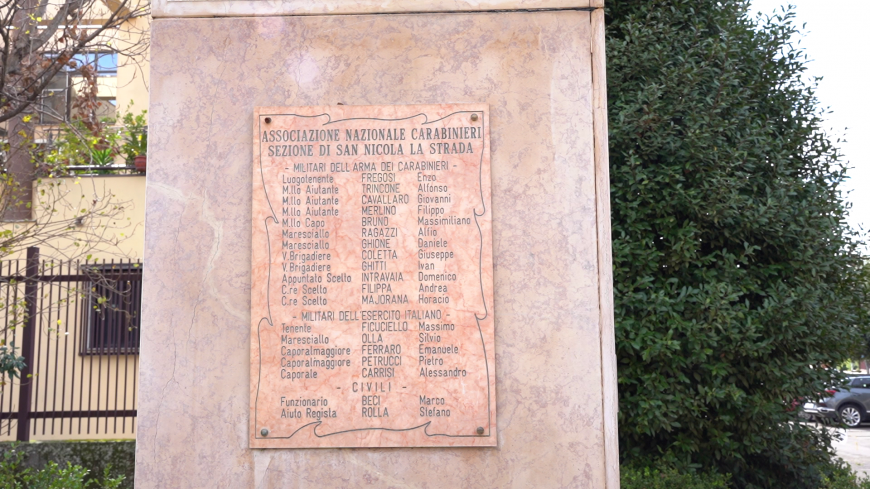 ASSOCIAZIONE NAZIONALE CARABINIERI
SEZIONE DI SAN NICOLA LA STRADA
- MILITARI DELL'ARMA DEI CARABINIERI -
Luogotenente FREGOSI Enzo
M.llo Aiutante TRINCONE Alfonso
M.llo Aiutante CAVALLARO Giovanni
M.llo Aiutante MERLINO Filippo
M.llo Capo BRUNO Massimiliano
Maresciallo RAGAZZI Alfio
Maresciallo GHIONE Daniele
V.Brigadiere COLETTA Giuseppe
V.Brigadiere GHITTI Ivan
Appuntato Scelto INTRAVAIA Domenico
C.re Scelto FILIPPA Andrea
C.re Scelto MAJORANA Horacio
- MILITARI DELL'ESERCITO ITALIANO -
Tenente FICUCIELLO Massimo
Maresciallo OLLA Silvio
Caporalmaggiore FERRARO Emanuele
Caporalmaggiore PETRUCCI Pietro
Caporale CARRISI Alessandro
- CIVILI -
Funzionario BECI Marco
Aiuto Regista ROLLA Stefano